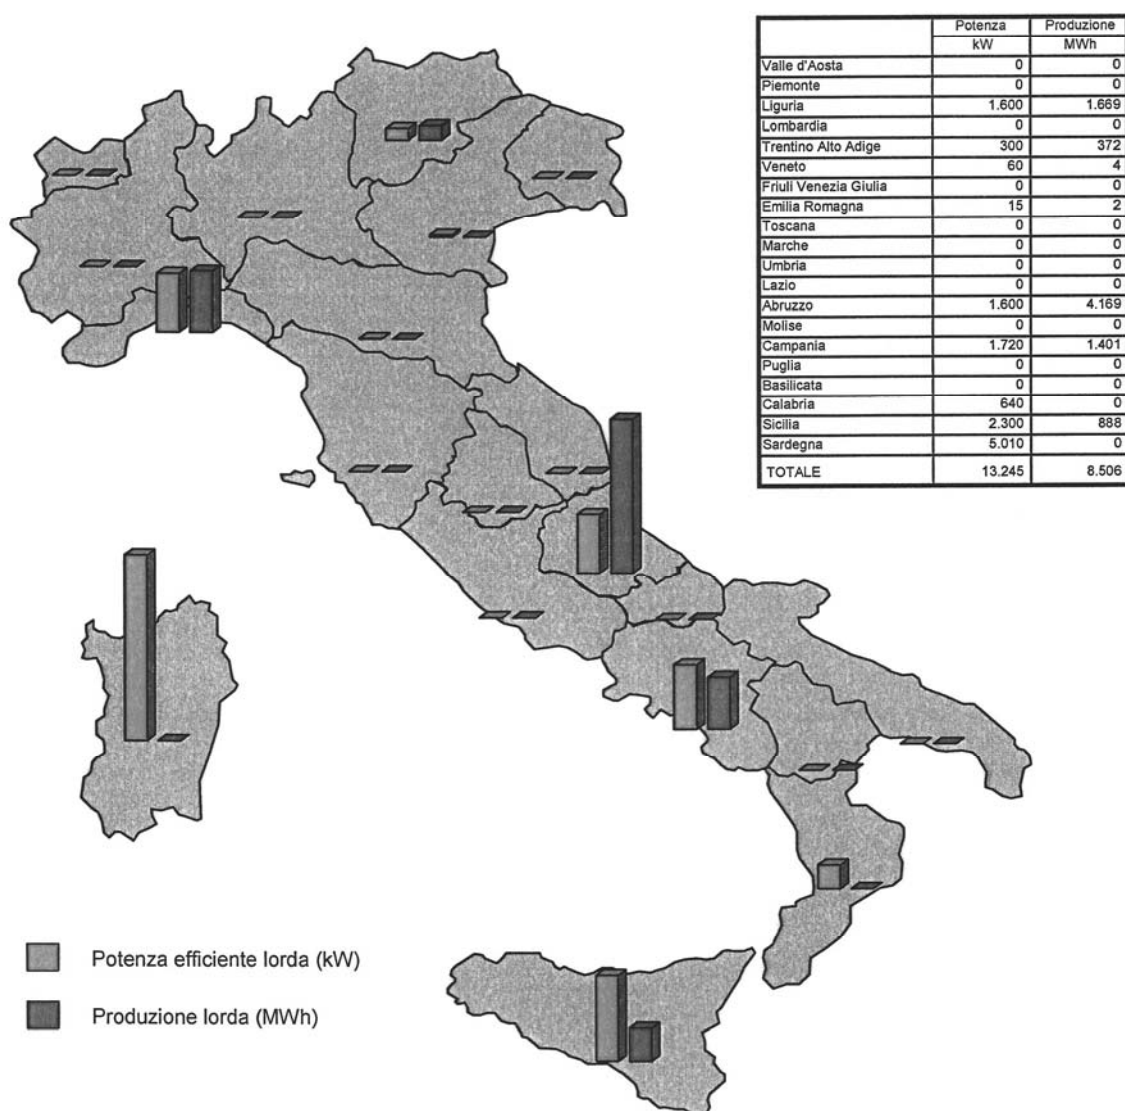 Potenza Produzione
kW MWh
Valle d'Aosta 0 0
Piemonte 0 0
Liguria 1.600 1.669
Lombardia 0 0
Trentino Alto Adige 300 372
Veneto 60 4
Friuli Venezia Giulia 0 0
Emilia Romagna 15 2
Toscana 0 0
Marche 0 0
Umbria 0 0
Lazio 0 0
Abruzzo 1.600 4.169
Molise 0 0
Campania 1.720 1.401
Puglia 0 0
Basilicata 0 0
Calabria 640 0
Sicilia 2.300 888
Sardegna 5.010 0
TOTALE 13.245 8.506
Potenza efficiente lorda (kW)
Produzione lorda (MWh)